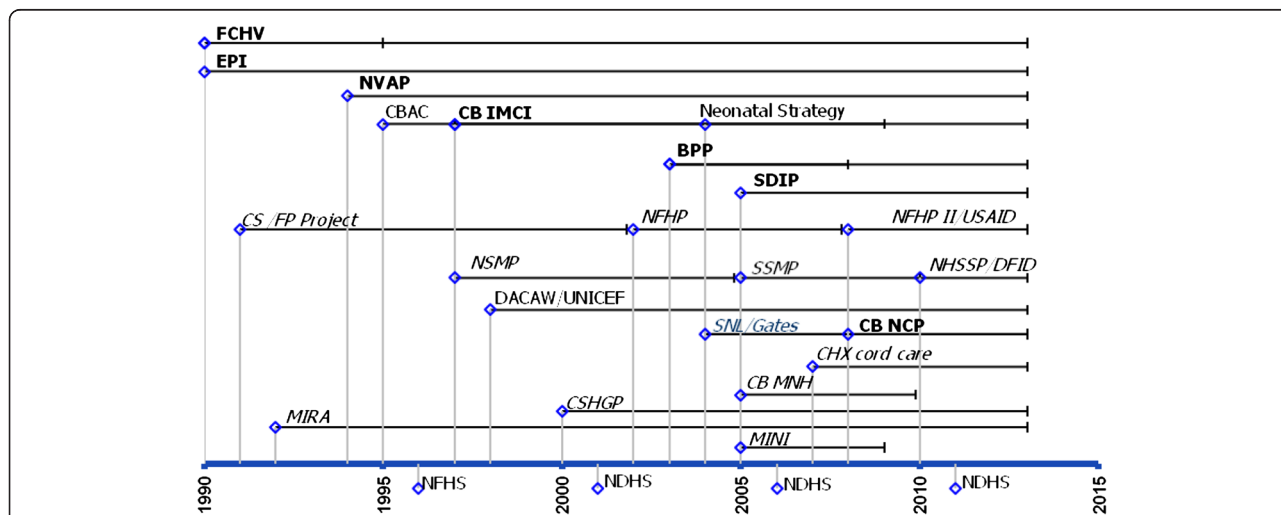 FCHV
EPI
NVAP
CBAC CB IMCI Neonatal Strategy
BPP
SDIP
CS /FP Project NFHP NFHP II/USAID
NSMP SSMP NHSSP/DFID
DACAW/UNICEF
SNL/Gates CB NCP
CHX cord care
CB MNH
CSHGP
MIRA
MINI
NFHS NDHS NDHS NDHS
1990 1995 2000 2005 2010 2015